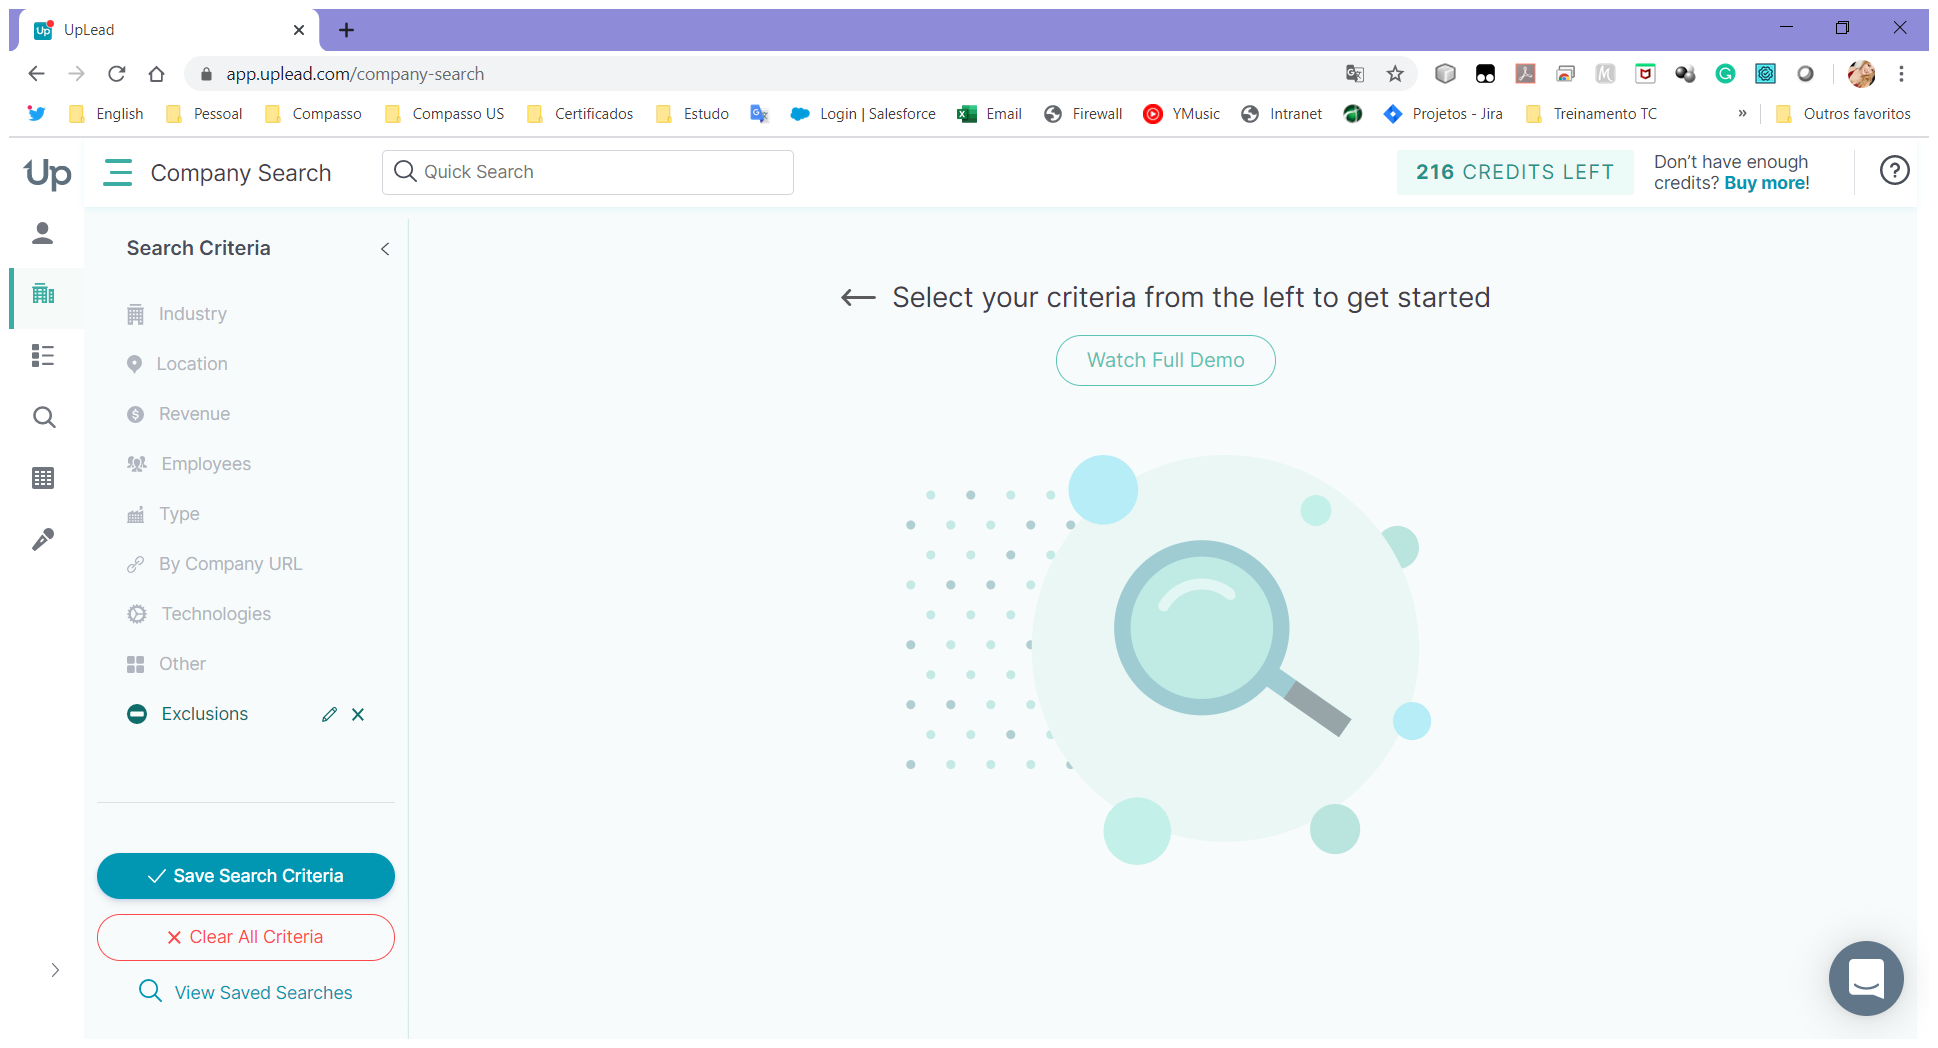 Up UpLead
app.uplead.com/company-search
English Pessoal Compasso Compasso US Certificados Estudo Login | Salesforce Email Firewall YMusic Intranet Projetos - Jira Treinamento TC » Outros favoritos
Up Company Search Quick Search 216 CREDITS LEFT
Don't have enough
credits? Buy more!
Search Criteria
Industry
Location
Revenue
Employees
Type
By Company URL
Technologies
Other
Exclusions
Save Search Criteria
Clear All Criteria
View Saved Searches
Select your criteria from the left to get started
Watch Full Demo